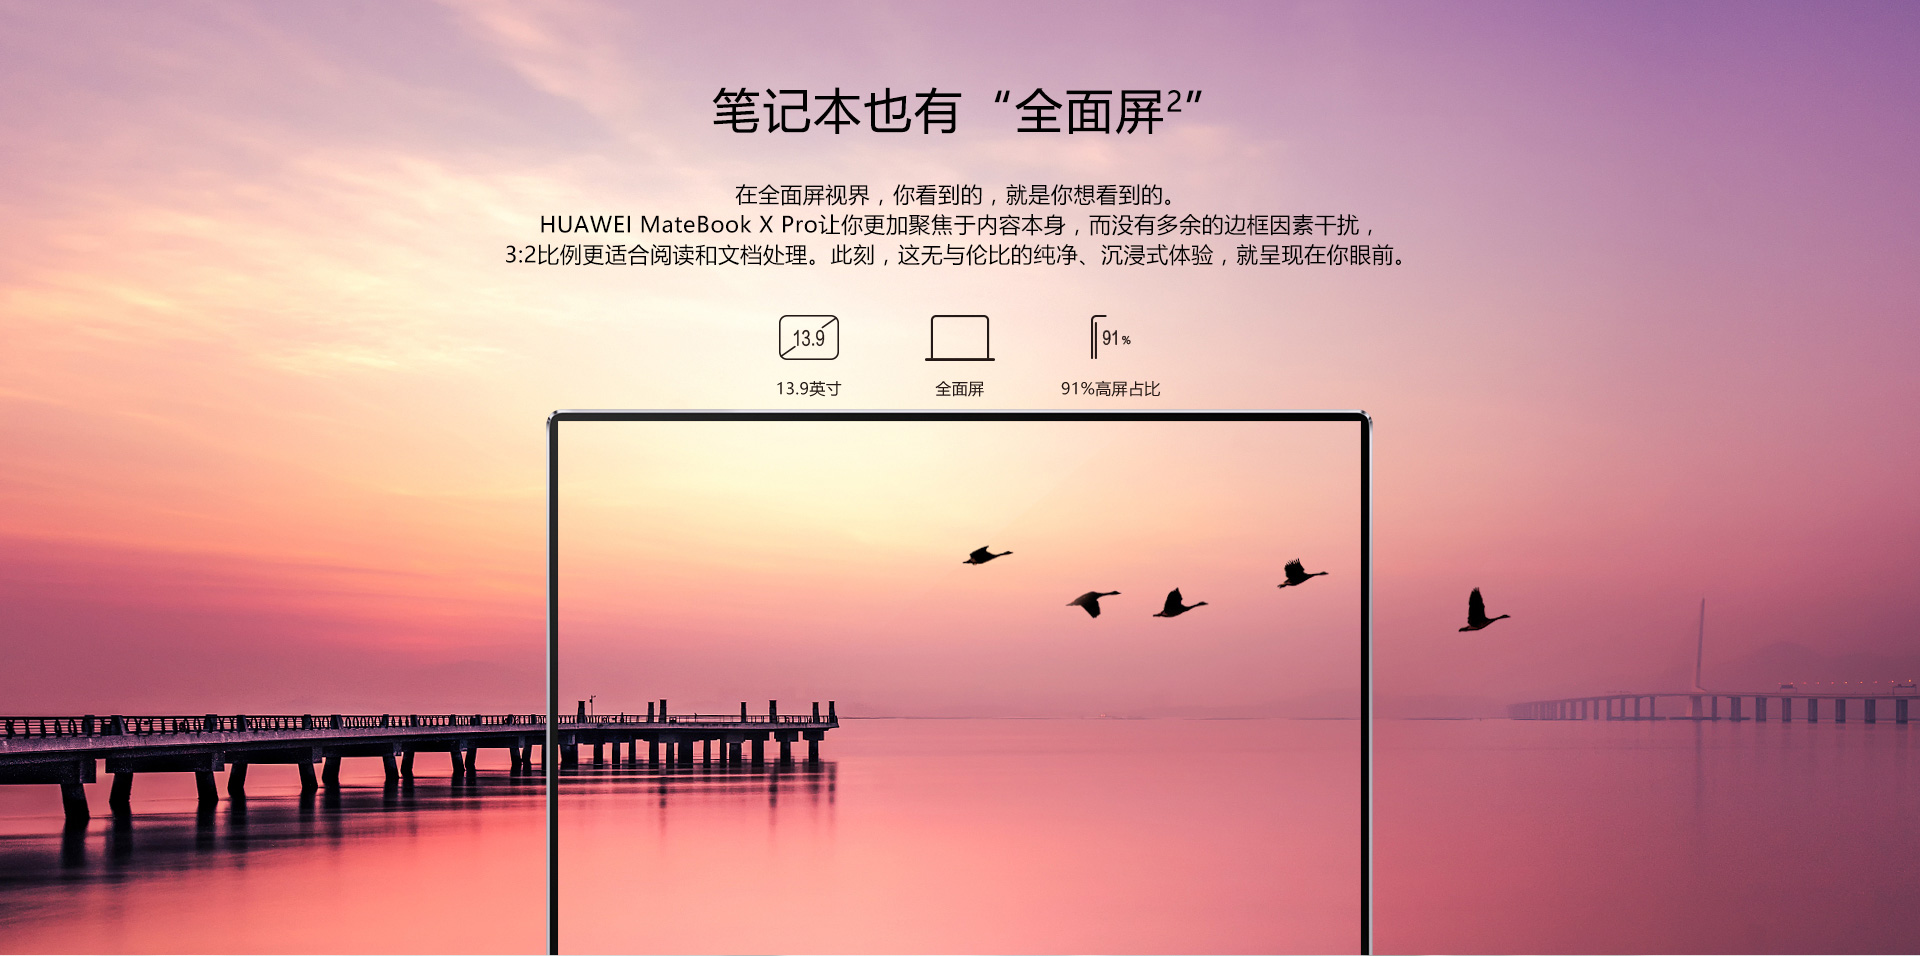 笔记本也有“全面屏2”
在全面屏视界，你看到的，就是你想看到的。
HUAWEI MateBook X Pro让你更加聚焦于内容本身，而没有多余的边框因素干扰，
3:2比例更适合阅读和文档处理。此刻，这无与伦比的纯净、沉浸式体验，就呈现在你眼前。
13.9
91%
13.9英寸
全面屏
91%高屏占比